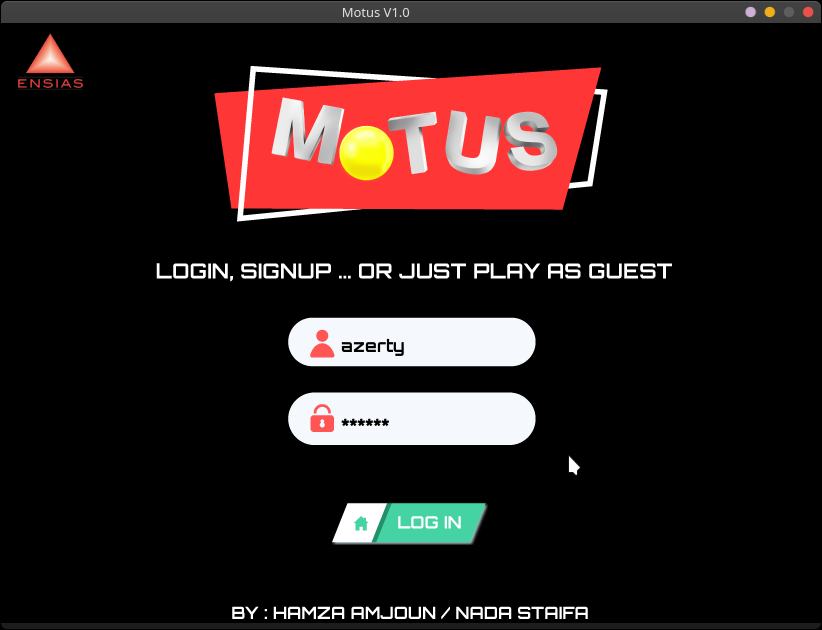 Motus V1.0
ENSIAS
MOTUS
LOGIN, SIGNUP ... OR JUST PLAY AS GUEST
azerty
******
LOG IN
BY : HAMZA AMJOUN / NADA STAIFA